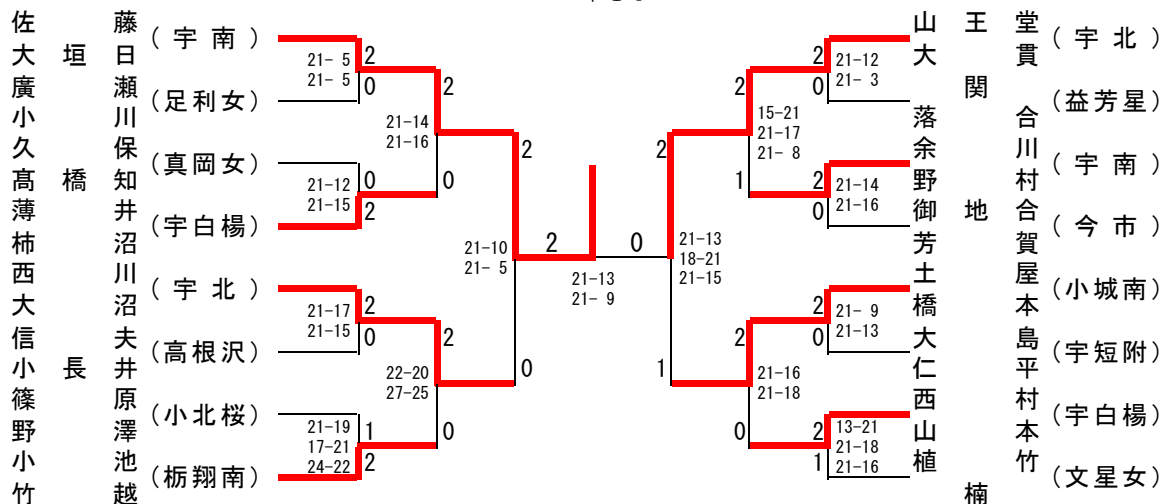 佐藤
大垣日
(宇南)
廣瀬
小川
(足利女)
久保
髙橋知
(真岡女)
薄井
柿沼
(宇白楊)
西川
大沼
(宇北)
信夫
小長井
(高根沢)
篠原
野澤
(小北桜)
小池
竹越
(栃翔南)
2
21- 5
21- 5
0
0
21-12
21-15
2
2
21-17
21-15
0
1
21-19
17-21
24-22
2
2
21-14
21-16
0
2
22-20
27-25
0
2
21-10
21- 5
0
2
0
21-13
21- 9
2
21-13
18-21
21-15
1
2
15-21
21-17
21- 8
1
2
21-16
21-18
0
2
21-12
21- 3
0
2
21-14
21-16
0
2
21- 9
21-13
0
2
13-21
21-18
21-16
1
山王堂
大貫
(宇北)
関
落合
(益芳星)
余川
野村
(宇南)
御地合
芳賀
(今市)
土屋
橋本
(小城南)
大島
仁平
(宇短附)
西村
山本
(宇白楊)
植竹
楠
(文星女)